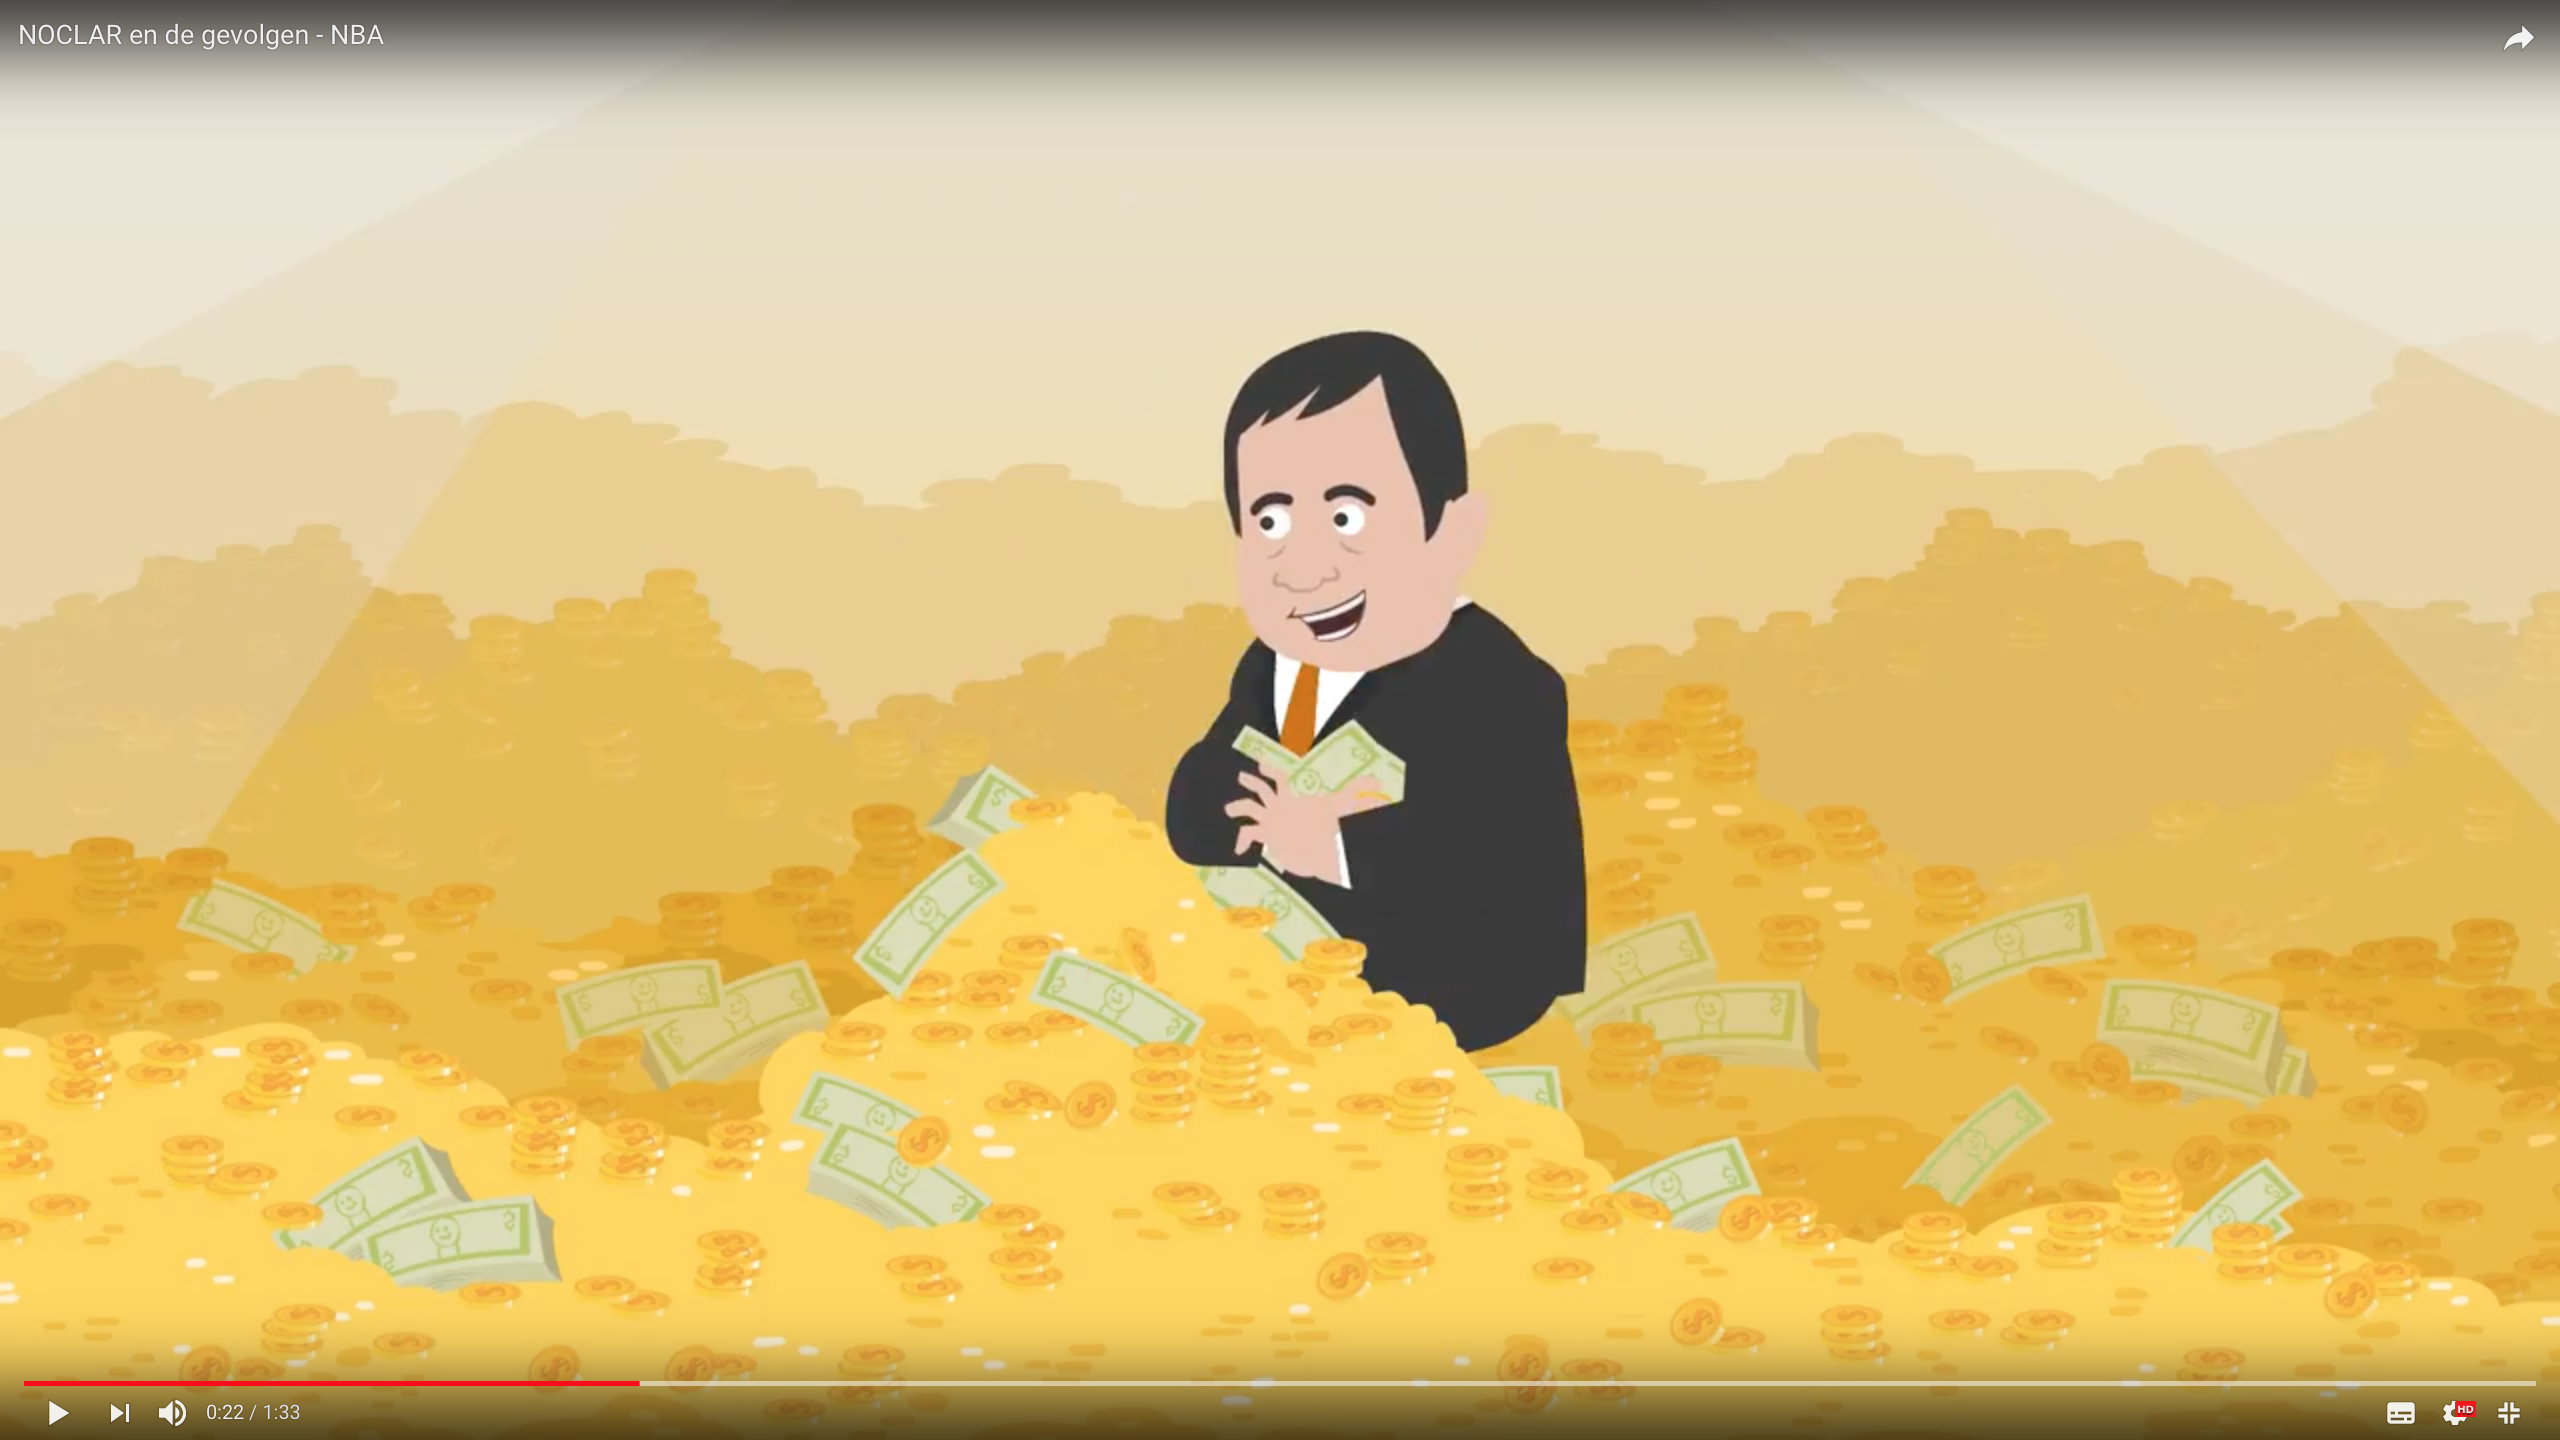 NOCLAR en de gevolgen - NBA
0:22 / 1:33
HD